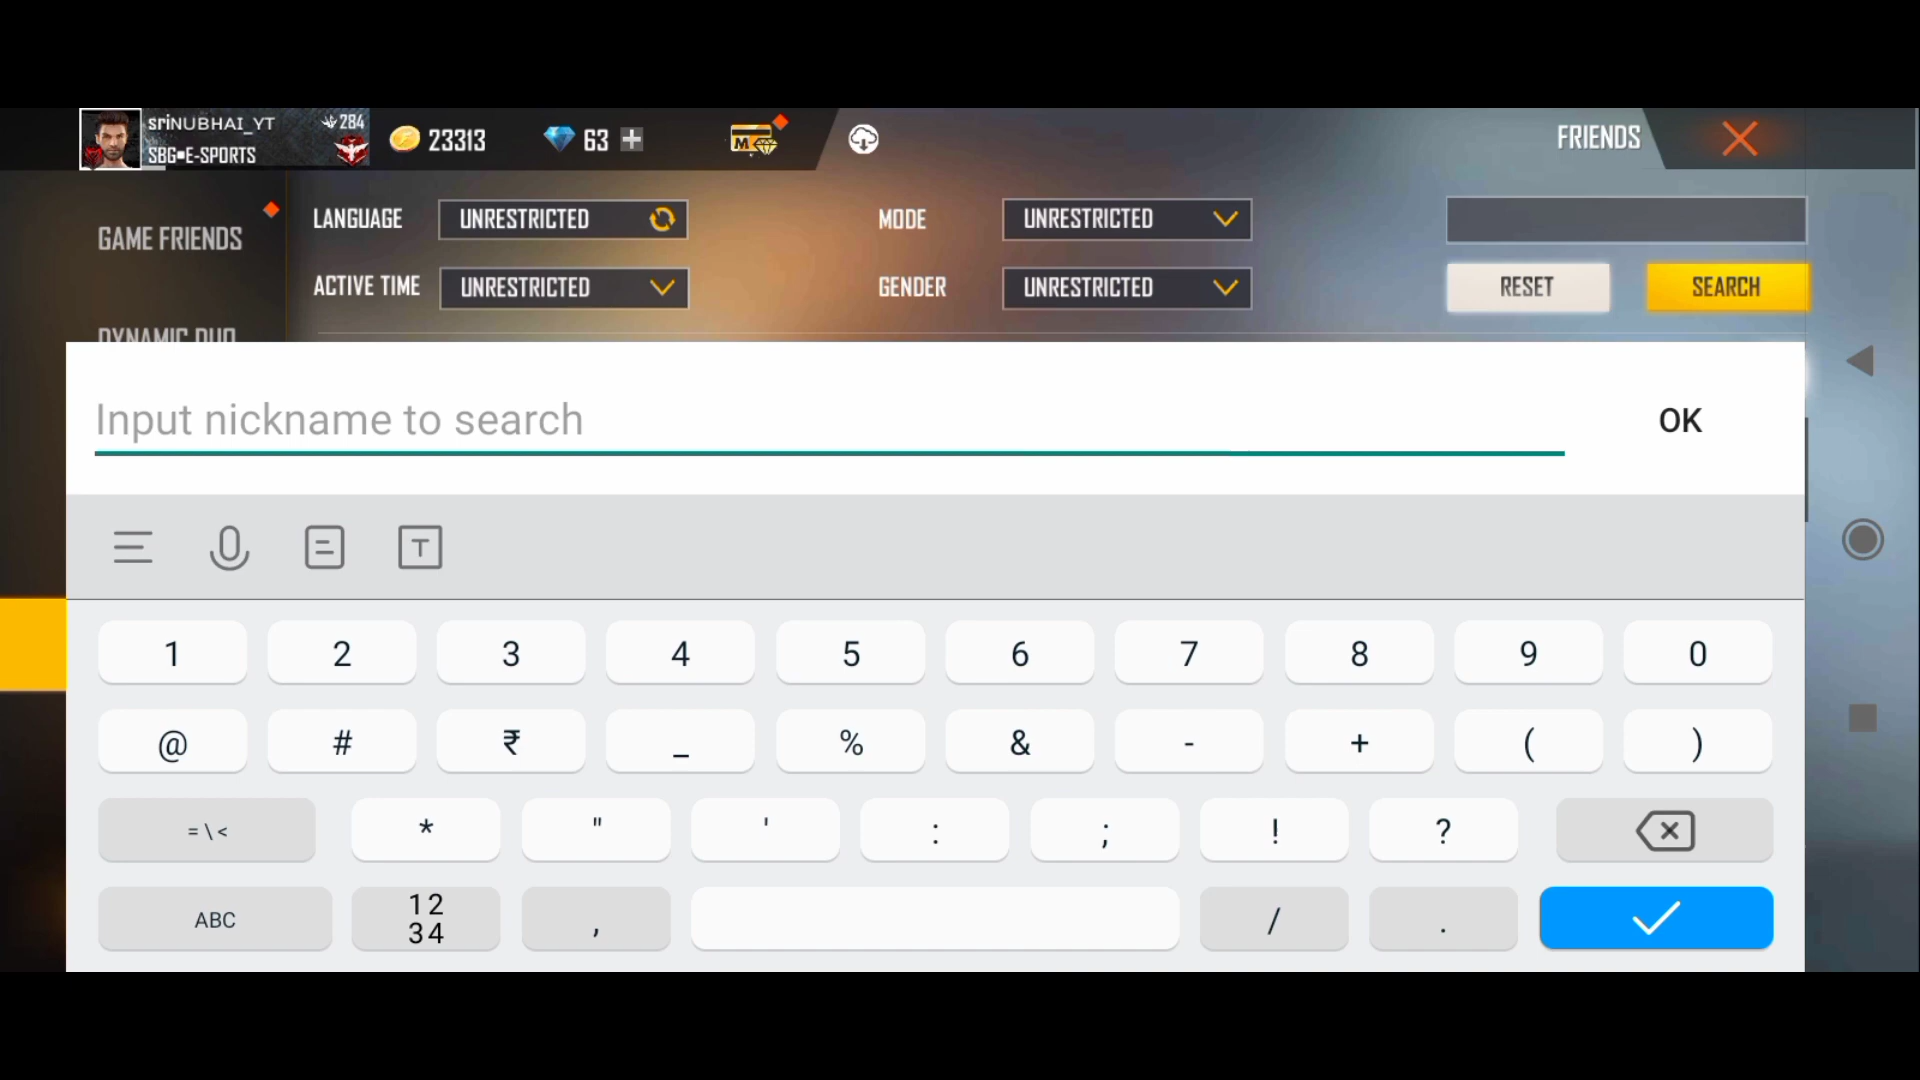 sriNUBHAI_YT 284
SBG▪E-SPORTS
23313
63
M
FRIENDS
GAME FRIENDS
LANGUAGE UNRESTRICTED
MODE UNRESTRICTED
ACTIVE TIME UNRESTRICTED
GENDER UNRESTRICTED
RESET SEARCH
DYNAMIC DUO
Input nickname to search OK
T
1 2 3 4 5 6 7 8 9 0
@ # ₹ _ % & - + ( )
=\< * " ' : ; ! ?
ABC 12 34 , / .